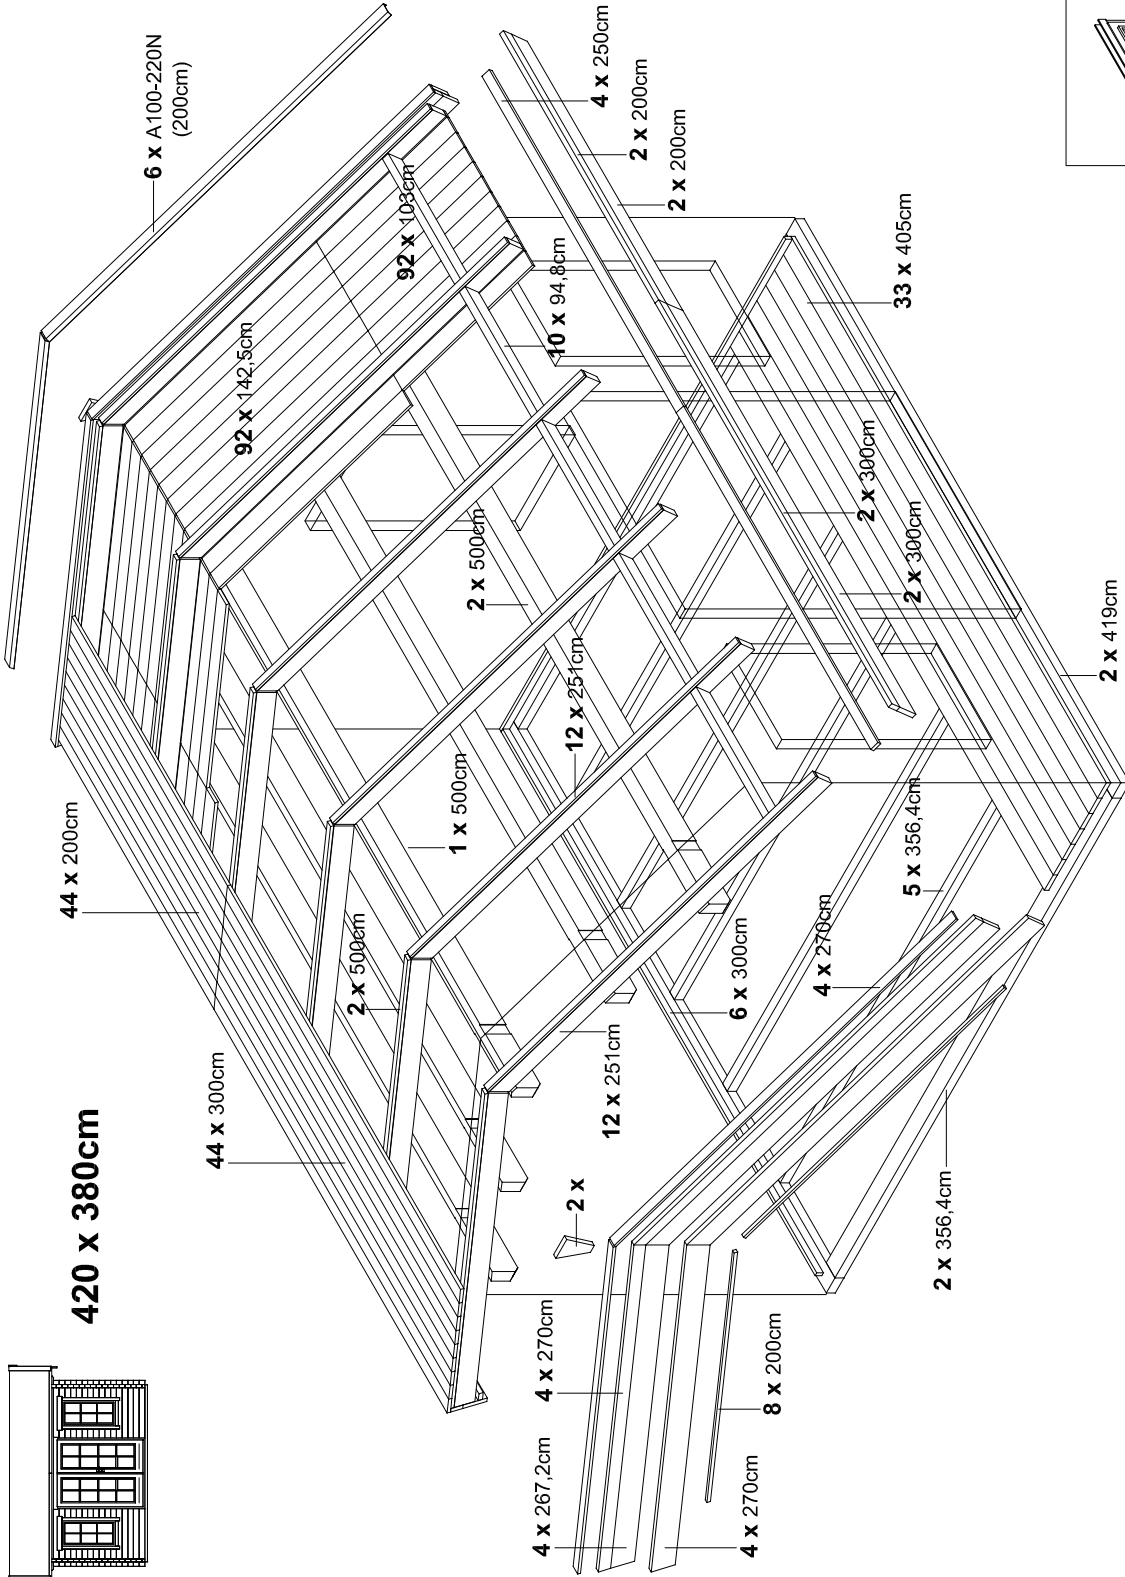 420 x 380cm
44 x 300cm
44 x 200cm
6 x A100-220N
(200cm)
92 x 142,5cm
92 x 103cm
4 x 250cm
2 x 200cm
2 x 200cm
10 x 94,8cm
33 x 405cm
2 x 500cm
2 x 300cm
2 x 300cm
2 x 419cm
12 x 251cm
1 x 500cm
2 x 500cm
5 x 356,4cm
4 x 270cm
6 x 300cm
12 x 251cm
2 x
2 x 356,4cm
4 x 270cm
8 x 200cm
4 x 267,2cm
4 x 270cm